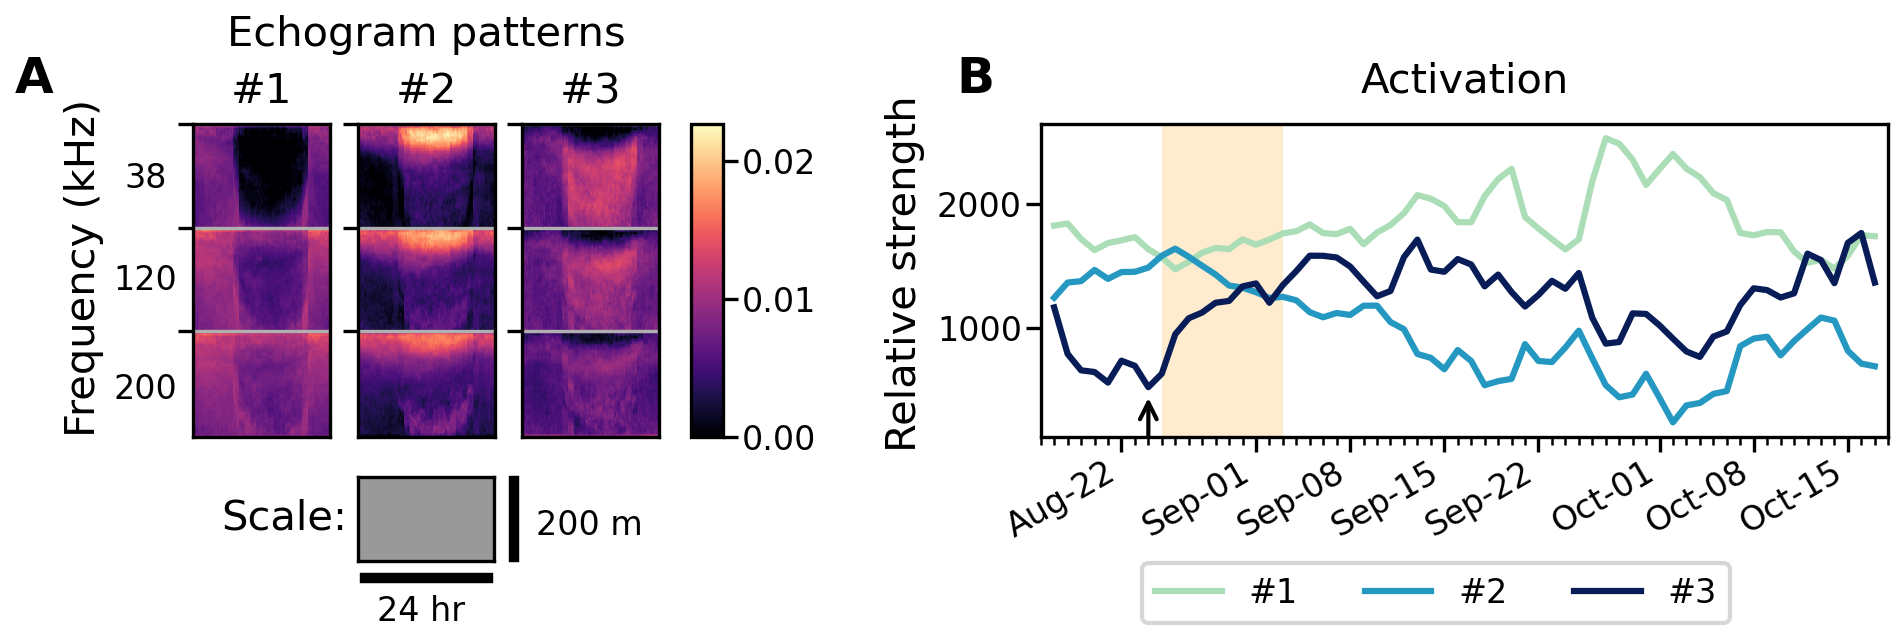 Echogram patterns
A
#1
#2
#3
Frequency (kHz)
38
120
200
0.02
0.01
0.00
Scale:
200 m
24 hr
B
Activation
Relative strength
2000
1000
Aug-22
Sep-01
Sep-08
Sep-15
Sep-22
Oct-01
Oct-08
Oct-15
#1
#2
#3